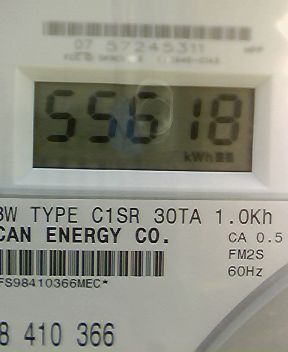 07 57245311
55618
kWh
3W TYPE C1SR 30TA 1.0Kh
CAN ENERGY CO.
CA 0.5
FM2S
60Hz
FS98410366MEC*
8 410 366